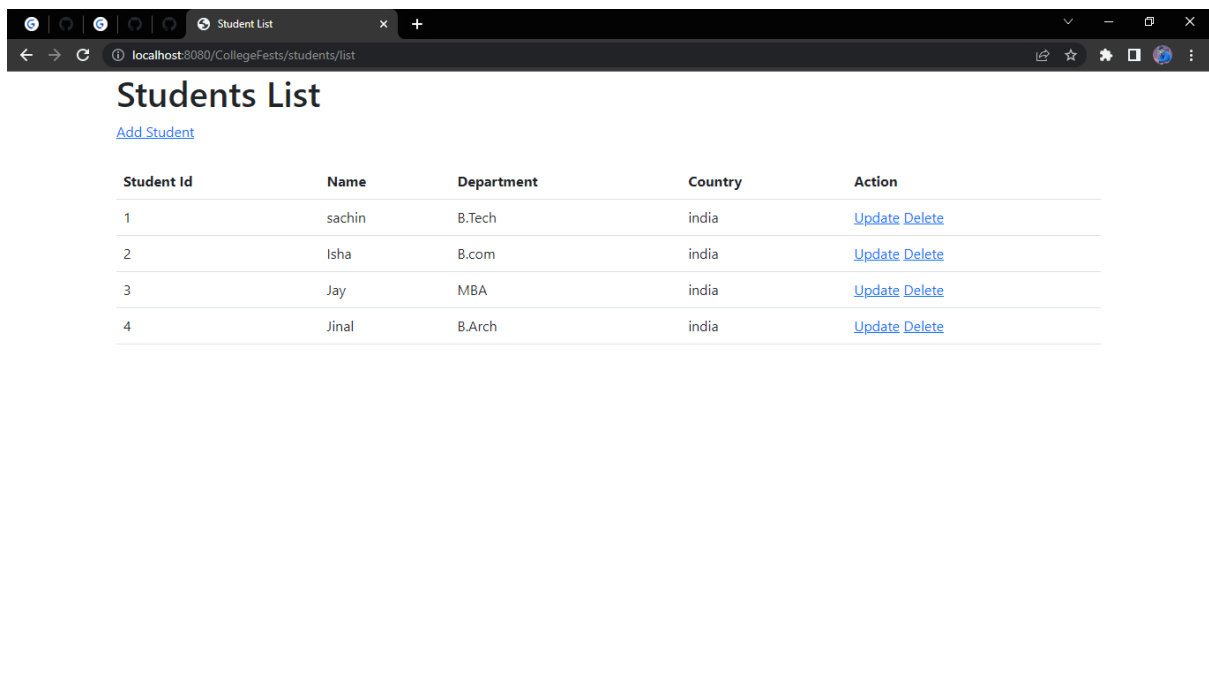 Student List
localhost:8080/CollegeFests/students/list
Students List
Add Student
Student Id Name Department Country Action
1 sachin B.Tech india Update Delete
2 Isha B.com india Update Delete
3 Jay MBA india Update Delete
4 Jinal B.Arch india Update Delete